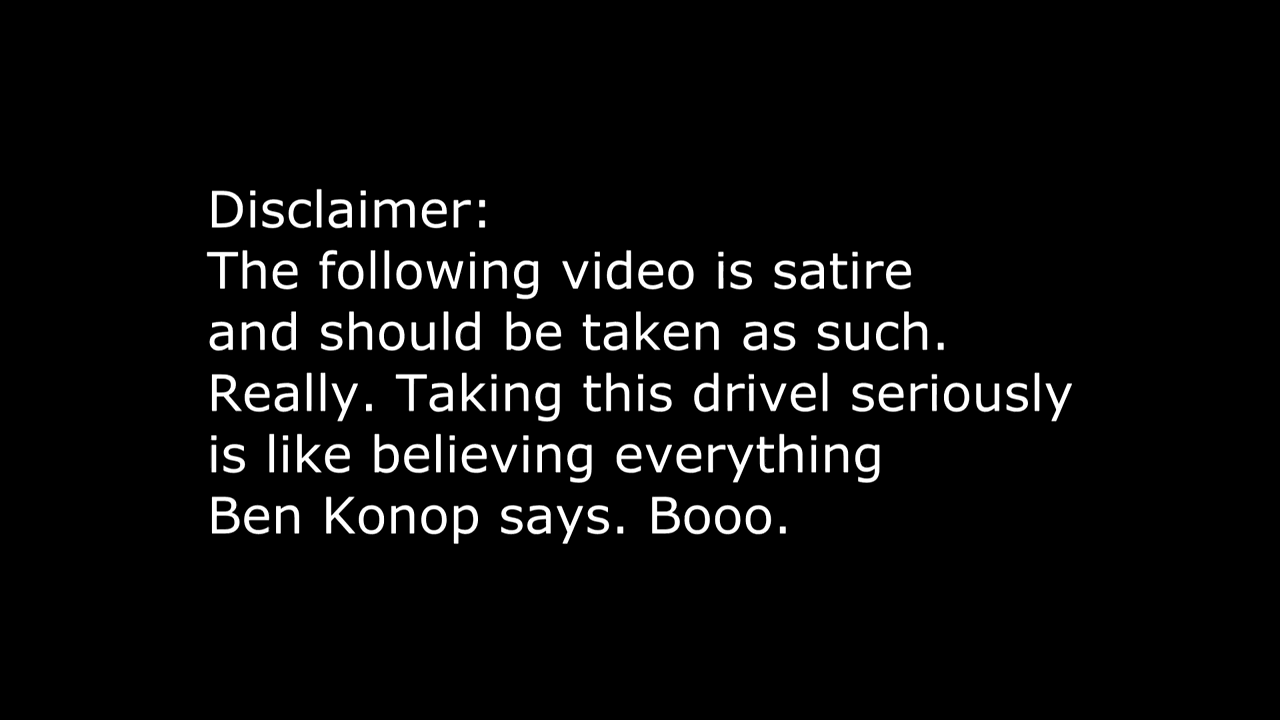 Disclaimer:
The following video is satire
and should be taken as such.
Really. Taking this drivel seriously
is like believing everything
Ben Konop says. Booo.